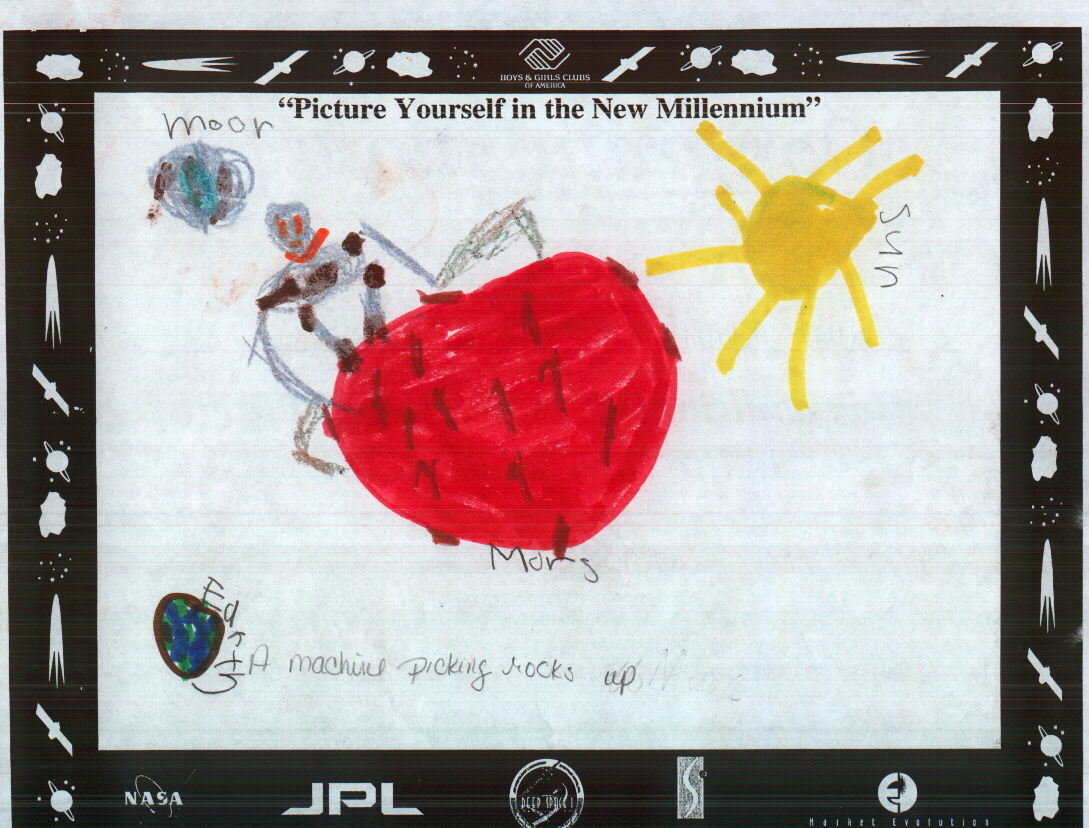 BOYS & GIRLS CLUBS
OF AMERICA
“Picture Yourself in the New Millennium”
Moon
Sun
Mars
Earth
A machine picking rocks up
NASA
JPL
DEEP SPACE 1
Market Evolution